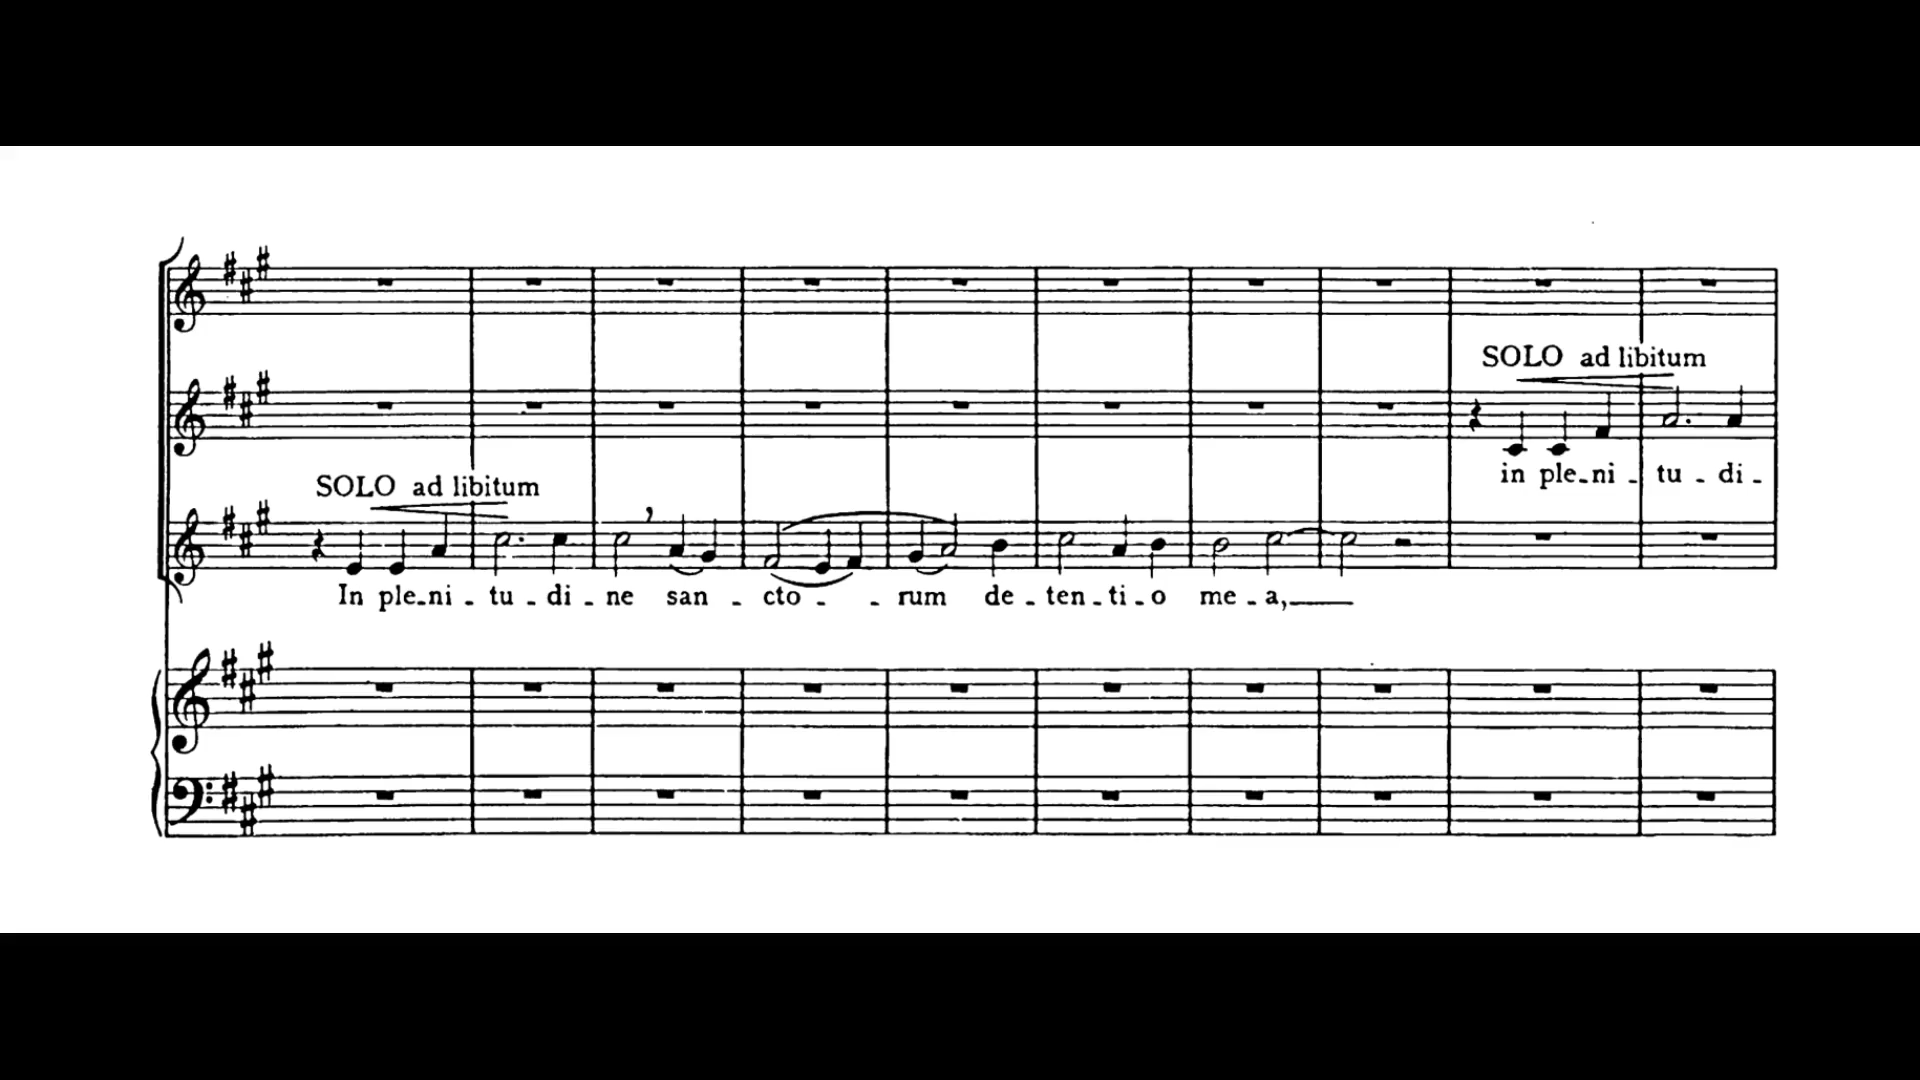 SOLO ad libitum
in ple-ni - tu - di -
SOLO ad libitum
In ple-ni - tu - di - ne san - cto - - rum de - ten - ti - o me - a,